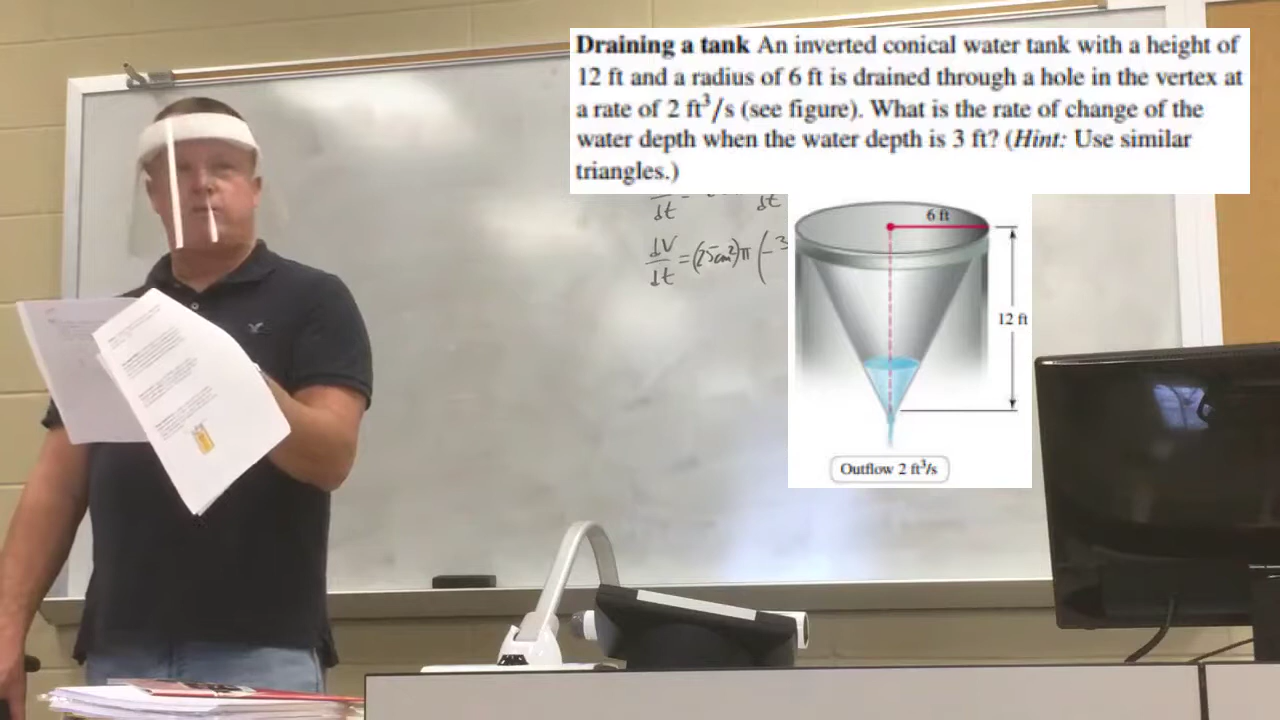 Draining a tank An inverted conical water tank with a height of
12 ft and a radius of 6 ft is drained through a hole in the vertex at
a rate of 2 ft³/s (see figure). What is the rate of change of the
water depth when the water depth is 3 ft? (Hint: Use similar
triangles.)
dt = dt
dV/dt = (25cm²)π (-3
6 ft
12 ft
Outflow 2 ft³/s